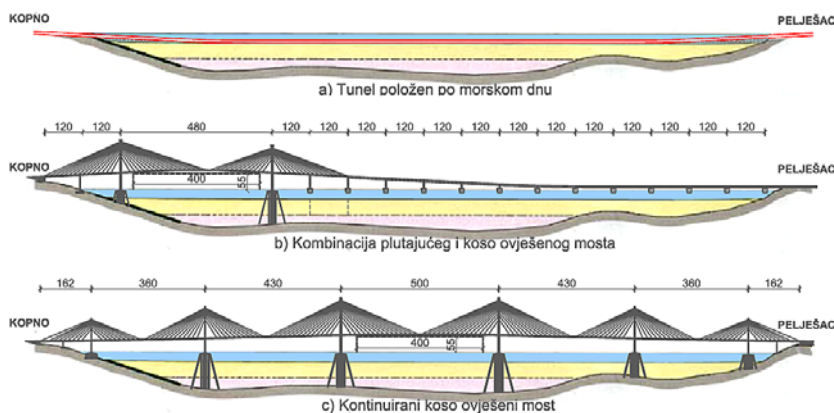 KOPNO PELJEŠAC
a) Tunel položen po morskom dnu
120 120 480 120 120 120 120 120 120 120 120 120 120 120 120 120
KOPNO PELJEŠAC
400 55
b) Kombinacija plutajućeg i koso ovješenog mosta
162 360 430 500 430 360 162
KOPNO PELJEŠAC
400 55
c) Kontinuirani koso ovješeni most